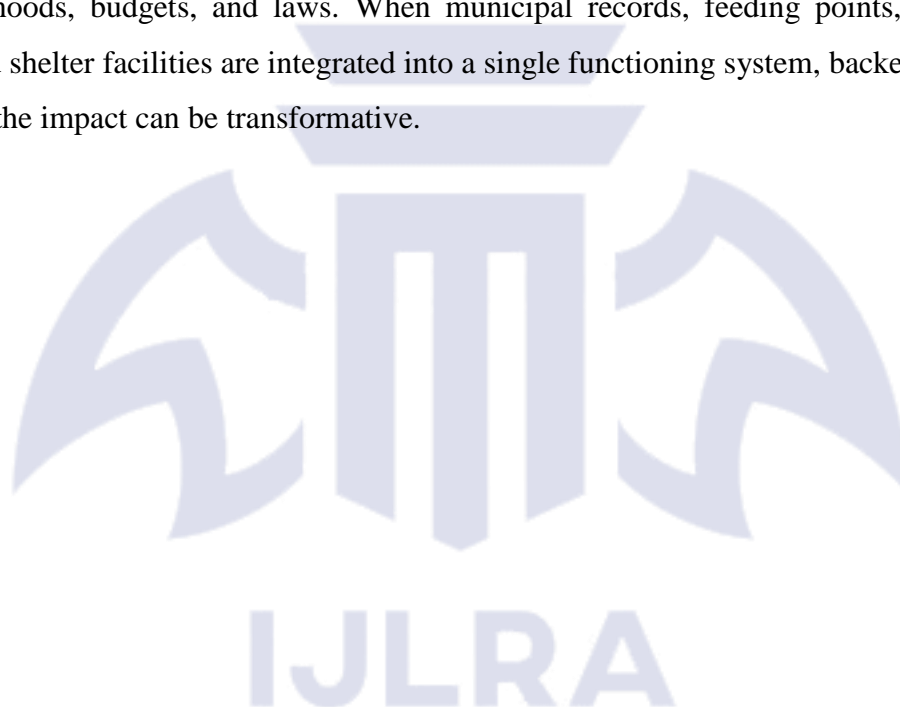 hoods, budgets, and laws. When municipal records, feeding points,
shelter facilities are integrated into a single functioning system, backe
the impact can be transformative.
IJLRA